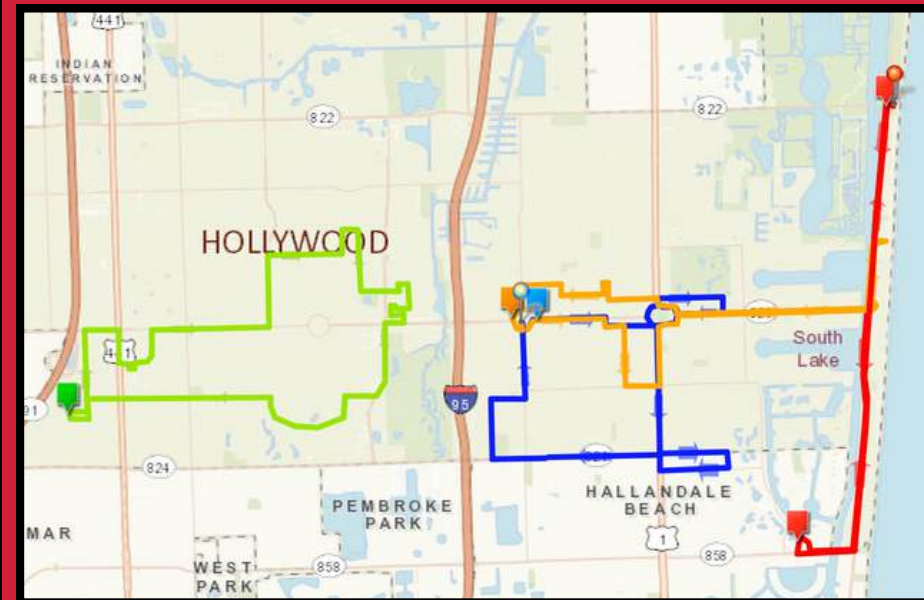 441
INDIAN
RESERVATION
822
822
HOLLYWOOD
South
Lake
91
95
824
HALLANDALE
BEACH
PEMBROKE
PARK
MAR
1
858
858
WEST
PARK